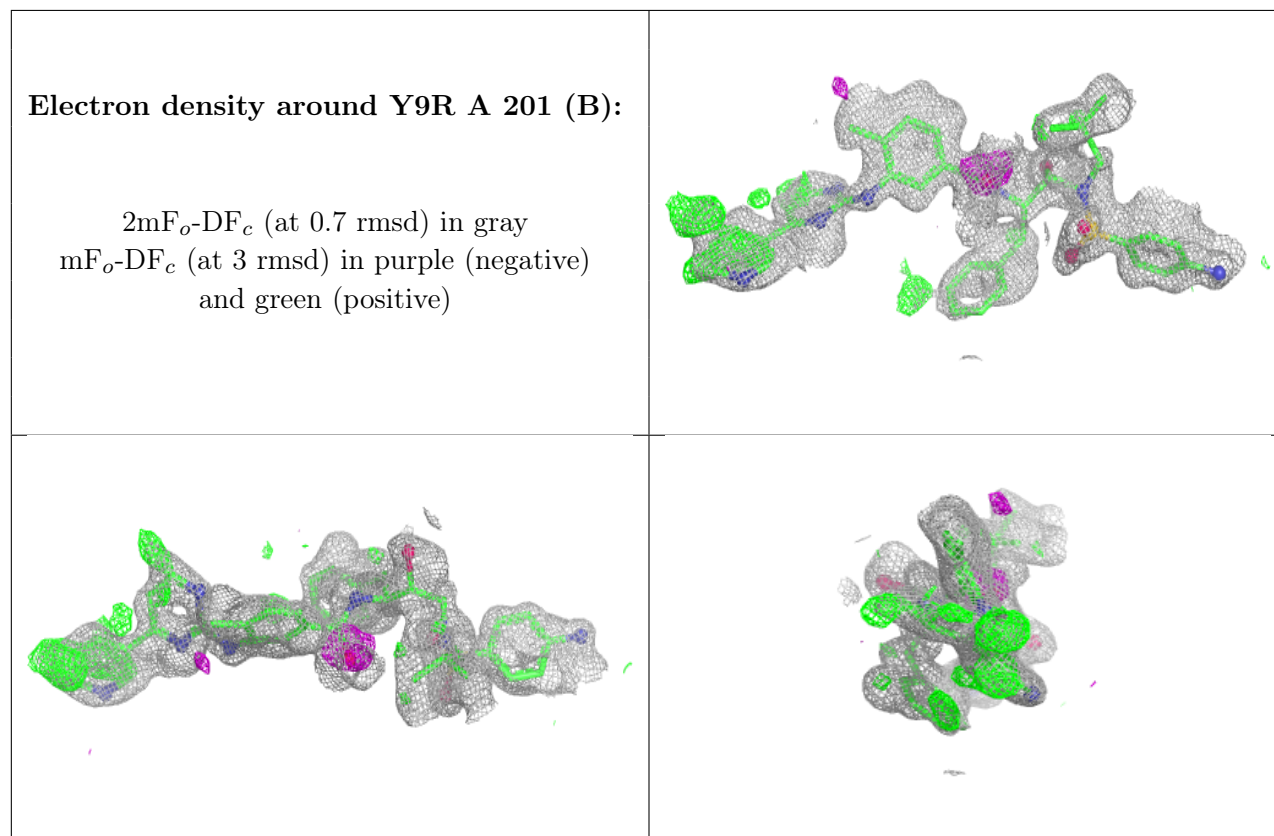 Electron density around Y9R A 201 (B):
2mFo-DFc (at 0.7 rmsd) in gray
mFo-DFc (at 3 rmsd) in purple (negative)
and green (positive)